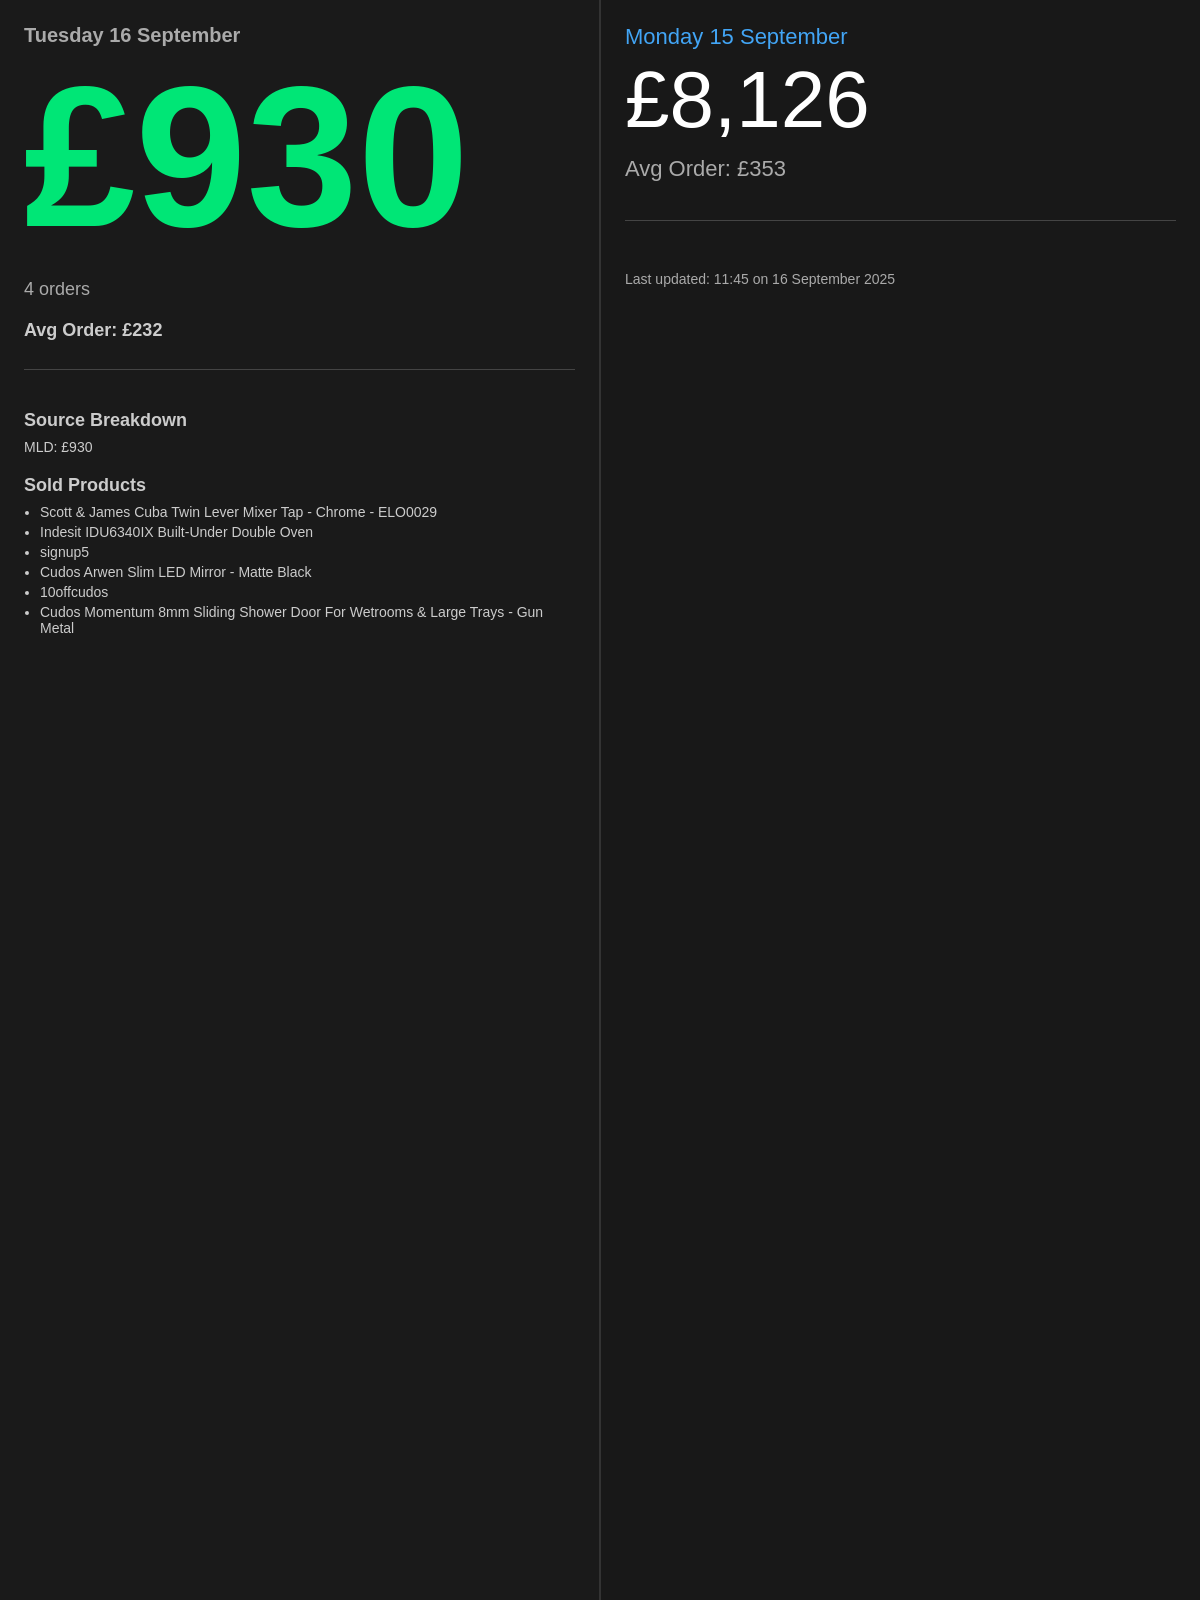 Tuesday 16 September
£930
4 orders
Avg Order: £232
Source Breakdown
MLD: £930
Sold Products
• Scott & James Cuba Twin Lever Mixer Tap - Chrome - ELO0029
• Indesit IDU6340IX Built-Under Double Oven
• signup5
• Cudos Arwen Slim LED Mirror - Matte Black
• 10offcudos
• Cudos Momentum 8mm Sliding Shower Door For Wetrooms & Large Trays - Gun
Metal
Monday 15 September
£8,126
Avg Order: £353
Last updated: 11:45 on 16 September 2025